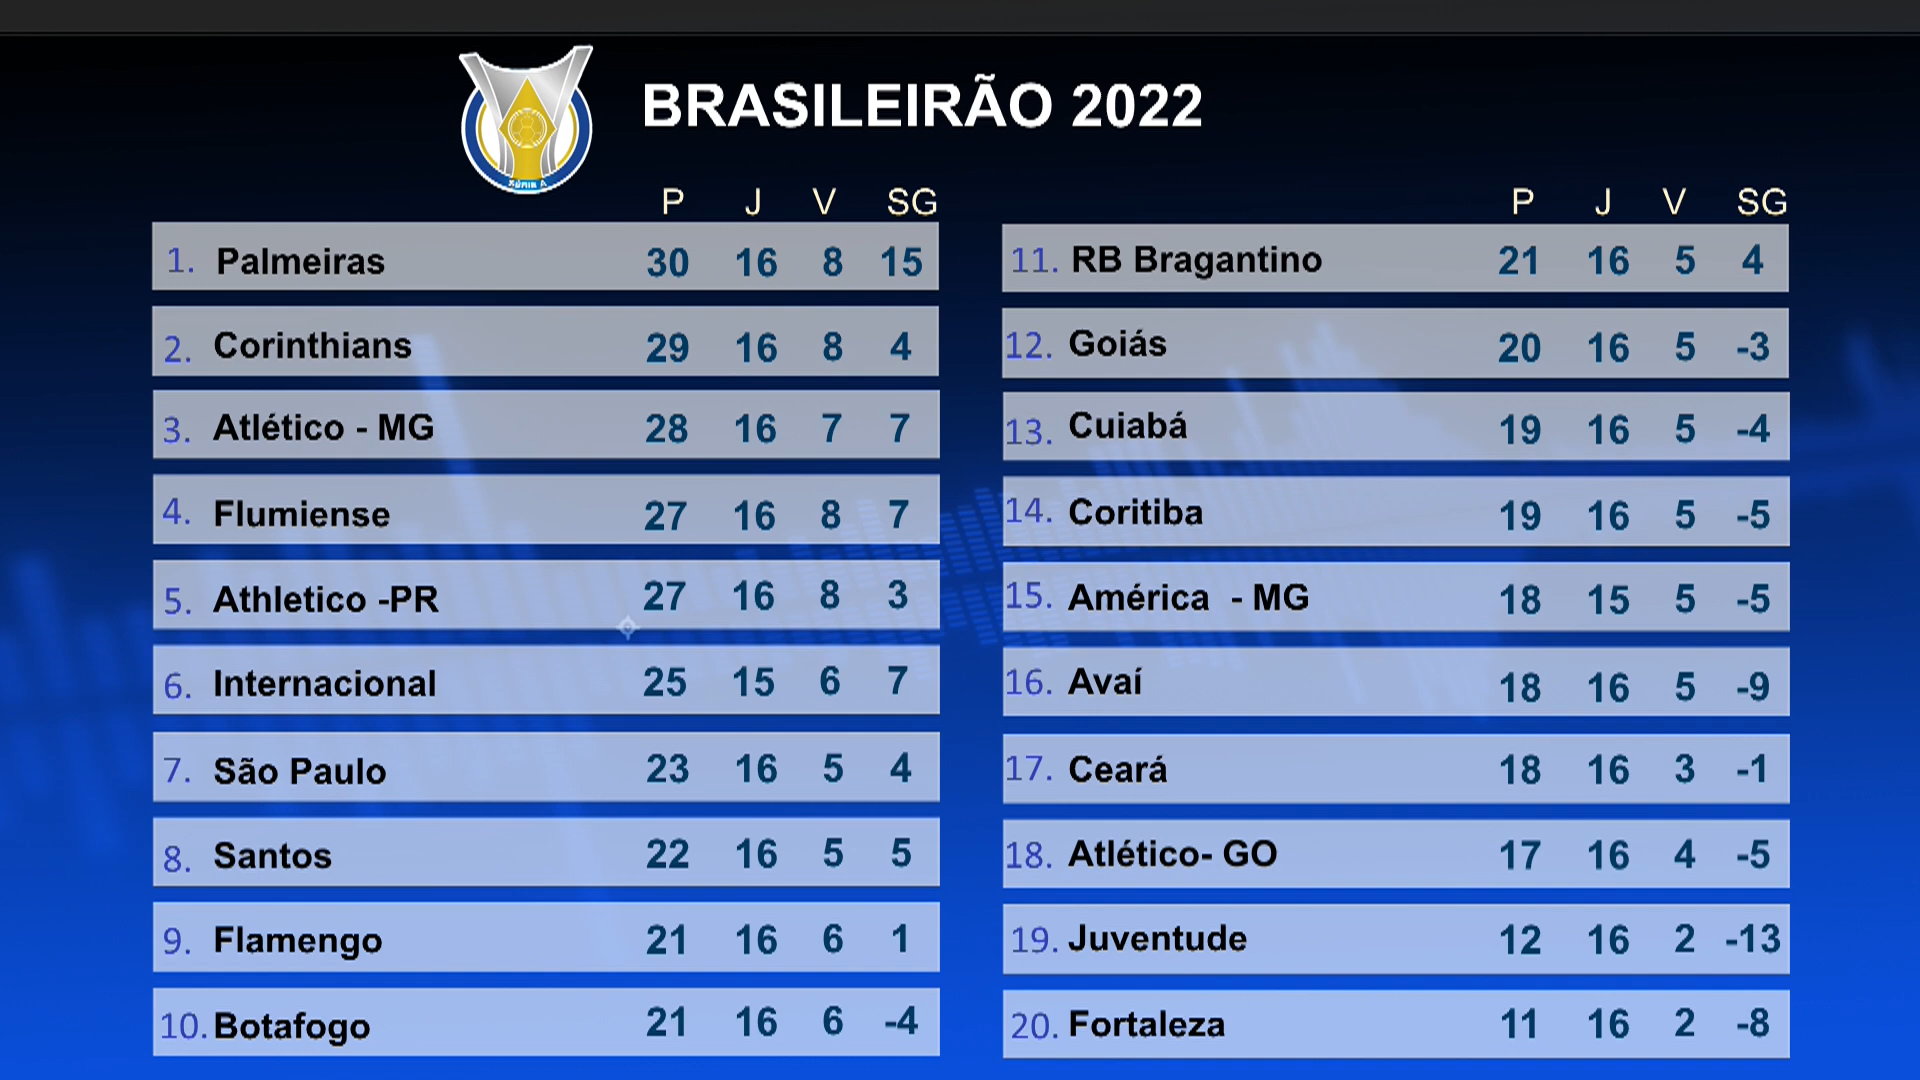 BRASILEIRÃO 2022
SÉRIE A
P J V SG
1. Palmeiras 30 16 8 15
2. Corinthians 29 16 8 4
3. Atlético - MG 28 16 7 7
4. Flumiense 27 16 8 7
5. Athletico -PR 27 16 8 3
6. Internacional 25 15 6 7
7. São Paulo 23 16 5 4
8. Santos 22 16 5 5
9. Flamengo 21 16 6 1
10. Botafogo 21 16 6 -4
P J V SG
11. RB Bragantino 21 16 5 4
12. Goiás 20 16 5 -3
13. Cuiabá 19 16 5 -4
14. Coritiba 19 16 5 -5
15. América - MG 18 15 5 -5
16. Avaí 18 16 5 -9
17. Ceará 18 16 3 -1
18. Atlético- GO 17 16 4 -5
19. Juventude 12 16 2 -13
20. Fortaleza 11 16 2 -8